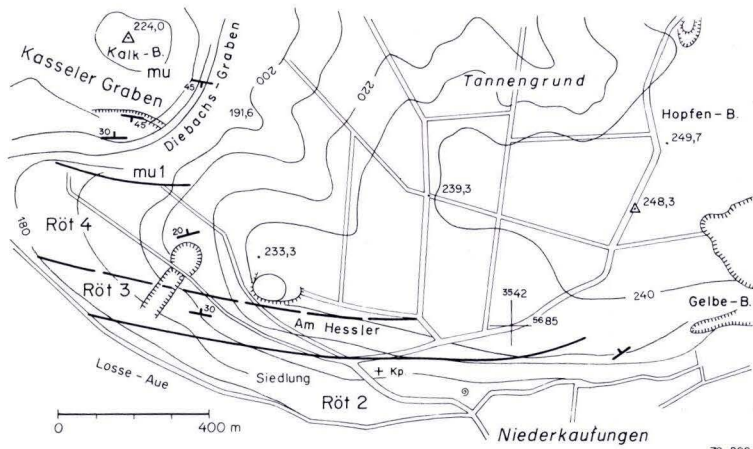 224,0
Kalk-B.
mu
Kasseler Graben
Diebachs-Graben
45
45
30
191,6
200
220
Tannengrund
Hopfen-B.
249,7
239,3
248,3
mu1
180
Röt 4
20
233,3
Röt 3
30
Am Hessler
3542
5685
240
Gelbe-B.
Losse-Aue
Siedlung
Kp
Röt 2
0 400 m
Niederkaufungen